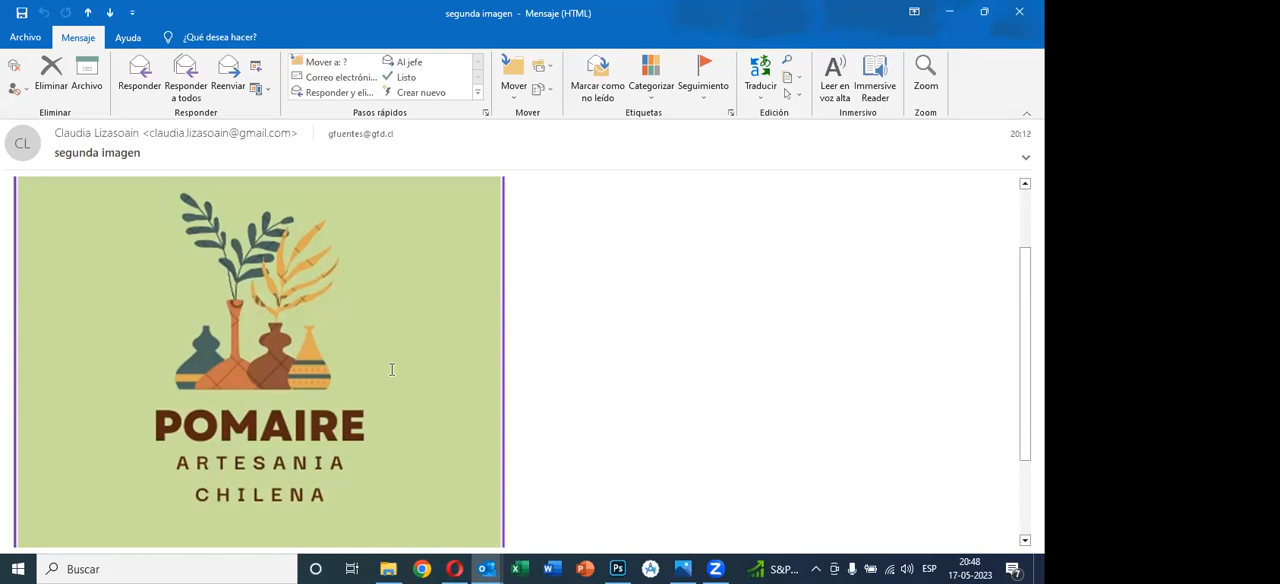 segunda imagen - Mensaje (HTML)
Archivo Mensaje Ayuda ¿Qué desea hacer?
Eliminar Archivo
Eliminar
Responder Responder a todos Reenviar
Responder
Mover a: ? Al jefe
Correo electróni... Listo
Responder y eli... Crear nuevo
Pasos rápidos
Mover
Mover
Marcar como no leído Categorizar Seguimiento
Etiquetas
Traducir
Edición
Leer en voz alta Immersive Reader
Inmersivo
Zoom
Zoom
CL
Claudia Lizasoain <claudia.lizasoain@gmail.com> gfuentes@gfd.cl 20:12
segunda imagen
POMAIRE
ARTESANIA
CHILENA
Buscar
S&P...
ESP
20:48
17-05-2023
7